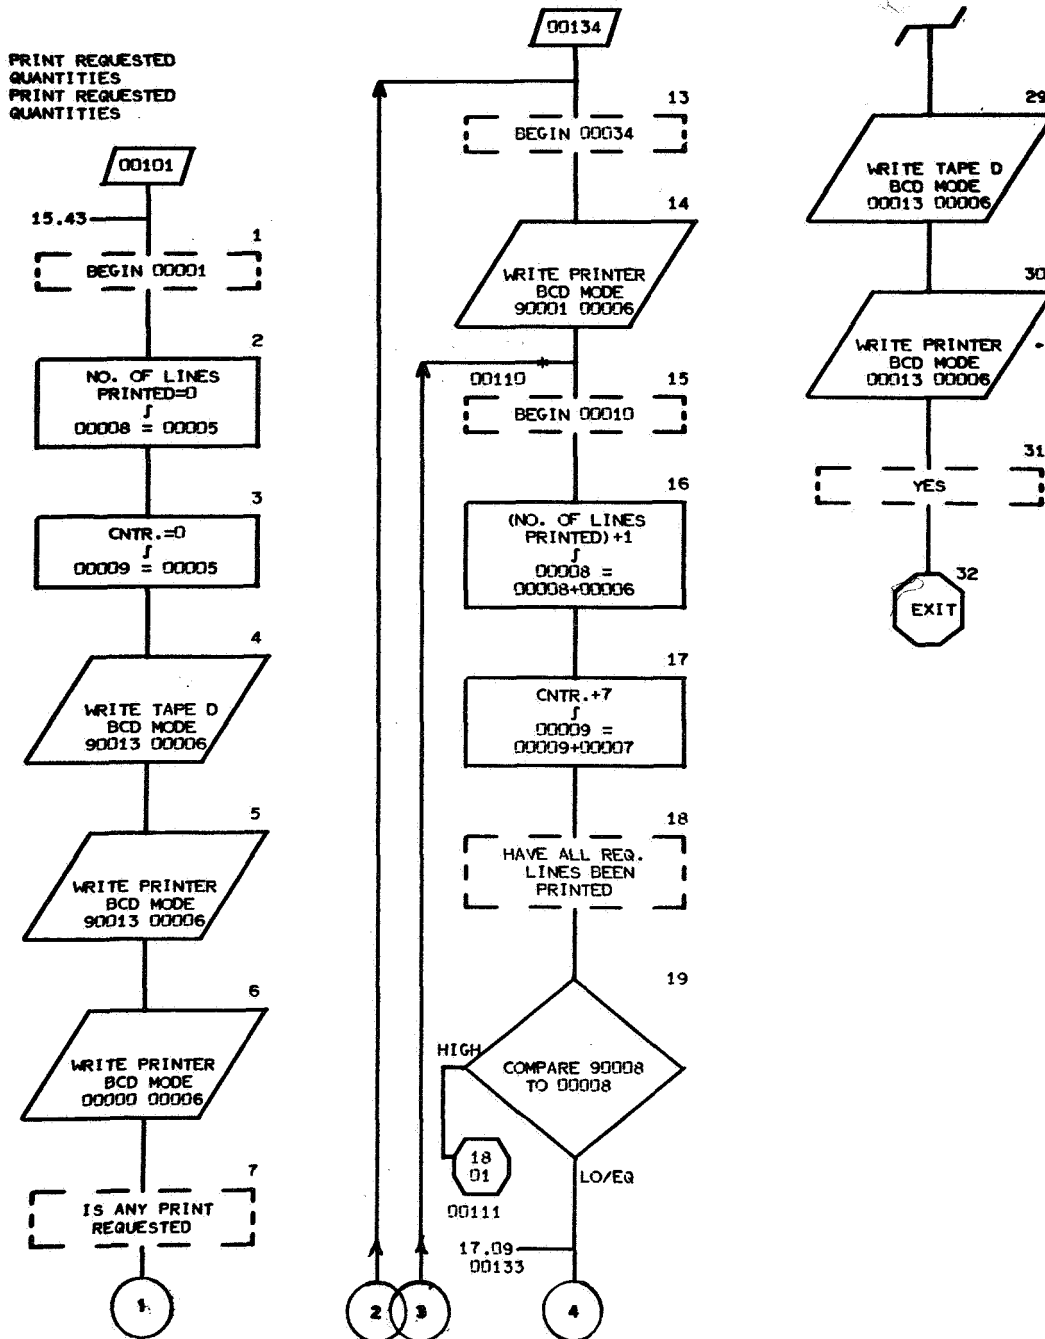 PRINT REQUESTED
QUANTITIES
PRINT REQUESTED
QUANTITIES
00101
15.43
1
BEGIN 00001
2
NO. OF LINES
PRINTED=0
∫
00008 = 00005
3
CNTR.=0
∫
00009 = 00005
4
WRITE TAPE D
BCD MODE
90013 00006
5
WRITE PRINTER
BCD MODE
90013 00006
6
WRITE PRINTER
BCD MODE
00000 00006
7
IS ANY PRINT
REQUESTED
1
00134
13
BEGIN 00034
14
WRITE PRINTER
BCD MODE
90001 00006
00110
15
BEGIN 00010
16
(NO. OF LINES
PRINTED)+1
∫
00008 =
00008+00006
17
CNTR.+7
∫
00009 =
00009+00007
18
HAVE ALL REQ.
LINES BEEN
PRINTED
19
HIGH
COMPARE 90008
TO 00008
18
01
00111
LO/EQ
17.09
00133
2
3
4
29
WRITE TAPE D
BCD MODE
00013 00006
30
WRITE PRINTER
BCD MODE
00013 00006
31
YES
32
EXIT